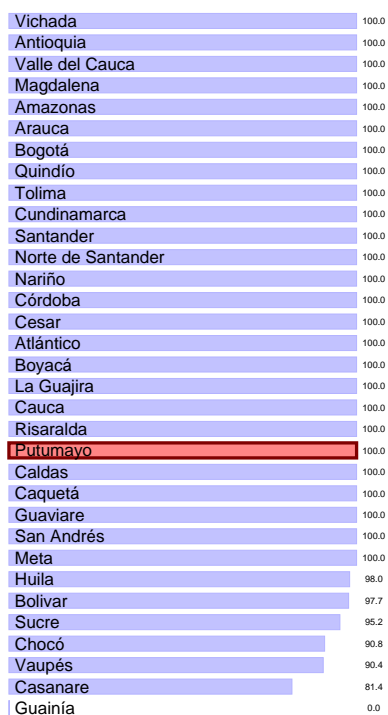 Vichada 100.0
Antioquia 100.0
Valle del Cauca 100.0
Magdalena 100.0
Amazonas 100.0
Arauca 100.0
Bogotá 100.0
Quindío 100.0
Tolima 100.0
Cundinamarca 100.0
Santander 100.0
Norte de Santander 100.0
Nariño 100.0
Córdoba 100.0
Cesar 100.0
Atlántico 100.0
Boyacá 100.0
La Guajira 100.0
Cauca 100.0
Risaralda 100.0
Putumayo 100.0
Caldas 100.0
Caquetá 100.0
Guaviare 100.0
San Andrés 100.0
Meta 100.0
Huila 98.0
Bolivar 97.7
Sucre 95.2
Chocó 90.8
Vaupés 90.4
Casanare 81.4
Guainía 0.0